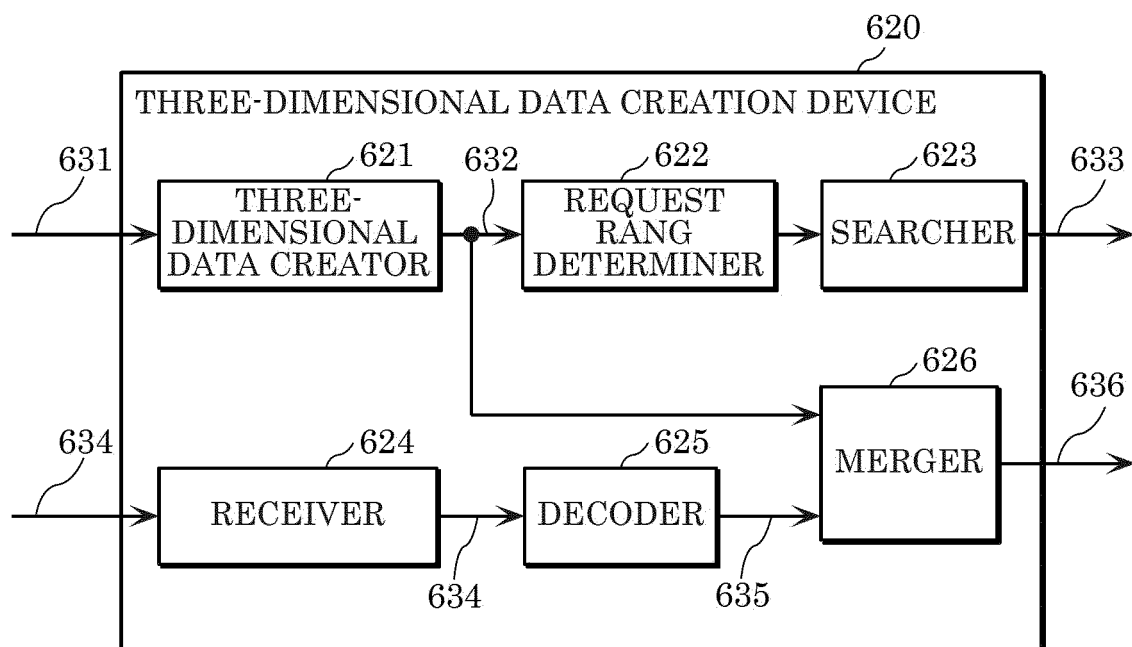 620
THREE-DIMENSIONAL DATA CREATION DEVICE
631
621
632
622
623
633
THREE-
DIMENSIONAL
DATA CREATOR
REQUEST
RANG
DETERMINER
SEARCHER
626
636
634
624
625
MERGER
RECEIVER
DECODER
634
635